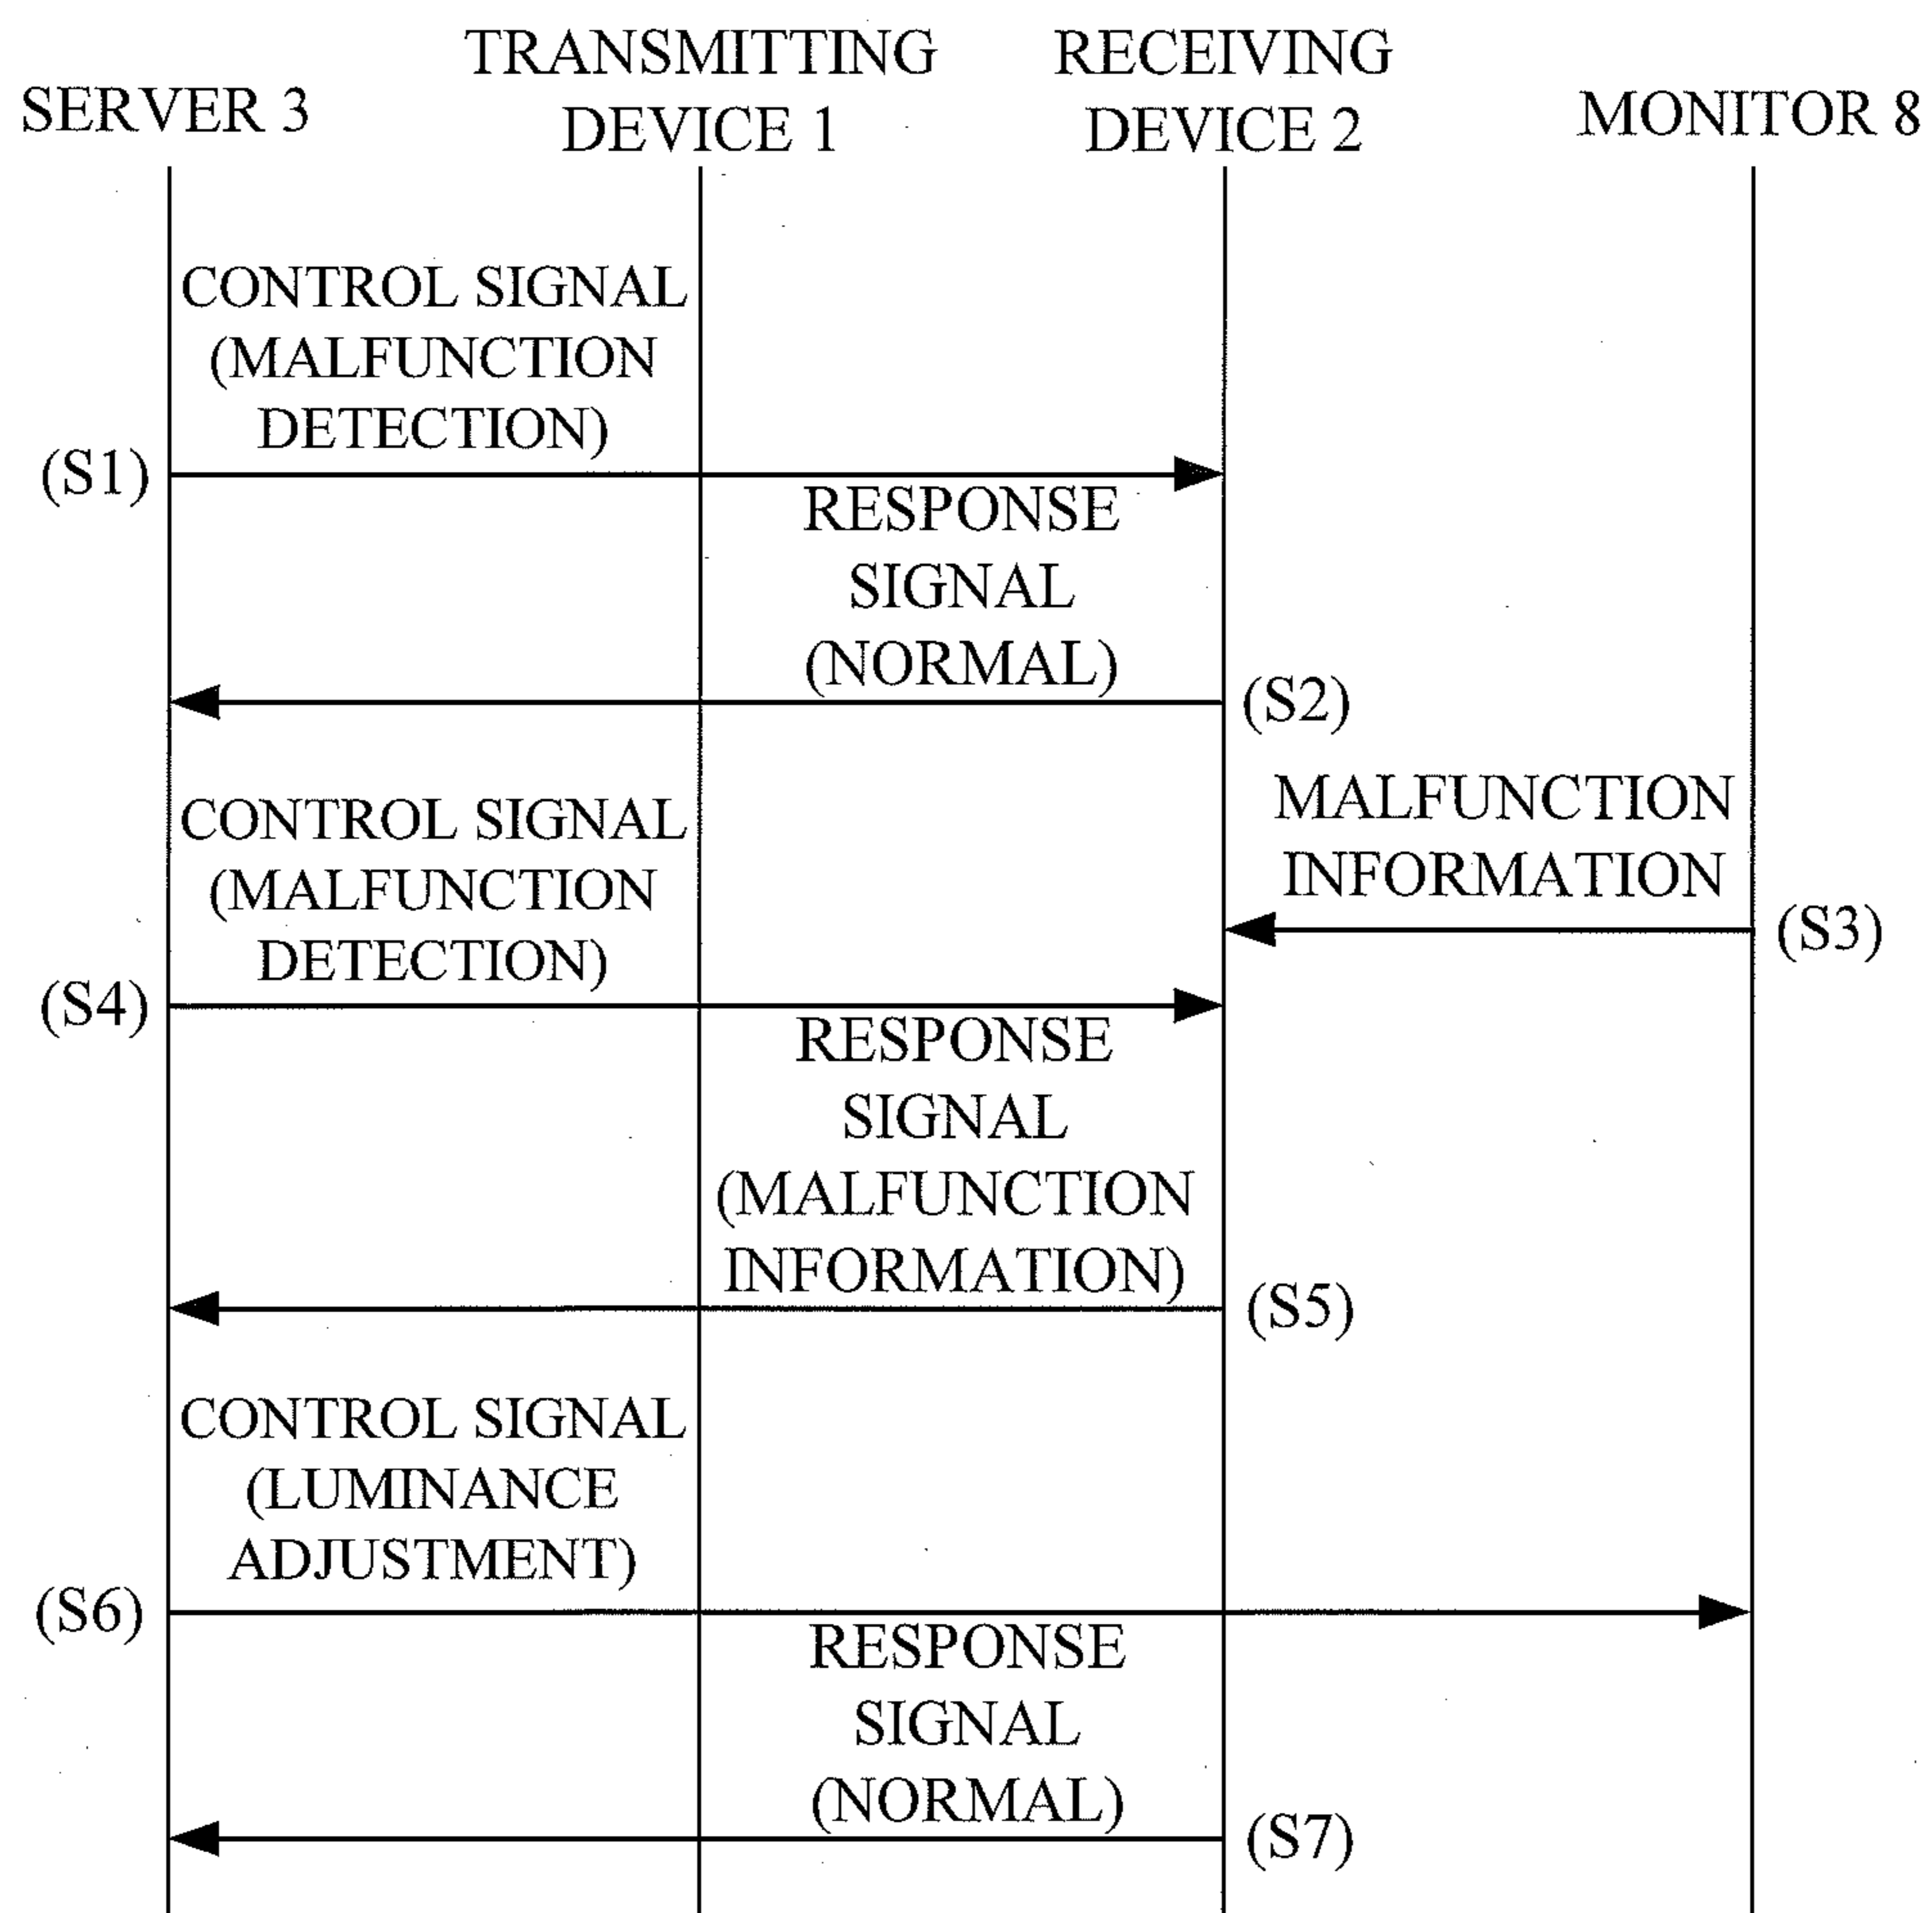 SERVER 3
TRANSMITTING
DEVICE 1
RECEIVING
DEVICE 2
MONITOR 8
CONTROL SIGNAL
(MALFUNCTION
DETECTION)
(S1)
RESPONSE
SIGNAL
(NORMAL)
(S2)
MALFUNCTION
INFORMATION
(S3)
CONTROL SIGNAL
(MALFUNCTION
DETECTION)
(S4)
RESPONSE
SIGNAL
(MALFUNCTION
INFORMATION)
(S5)
CONTROL SIGNAL
(LUMINANCE
ADJUSTMENT)
(S6)
RESPONSE
SIGNAL
(NORMAL)
(S7)